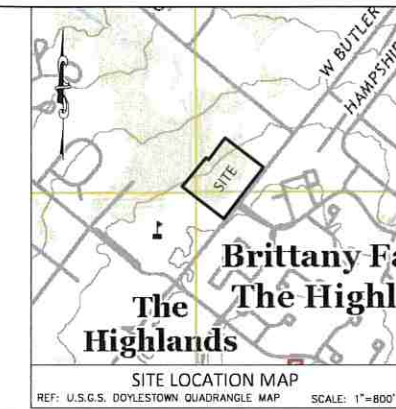 W BUTLER
HAMPSHIR
SITE
Brittany Fa
The Highl
The
Highlands
SITE LOCATION MAP
REF: U.S.G.S. DOYLESTOWN QUADRANGLE MAP SCALE: 1"=800'